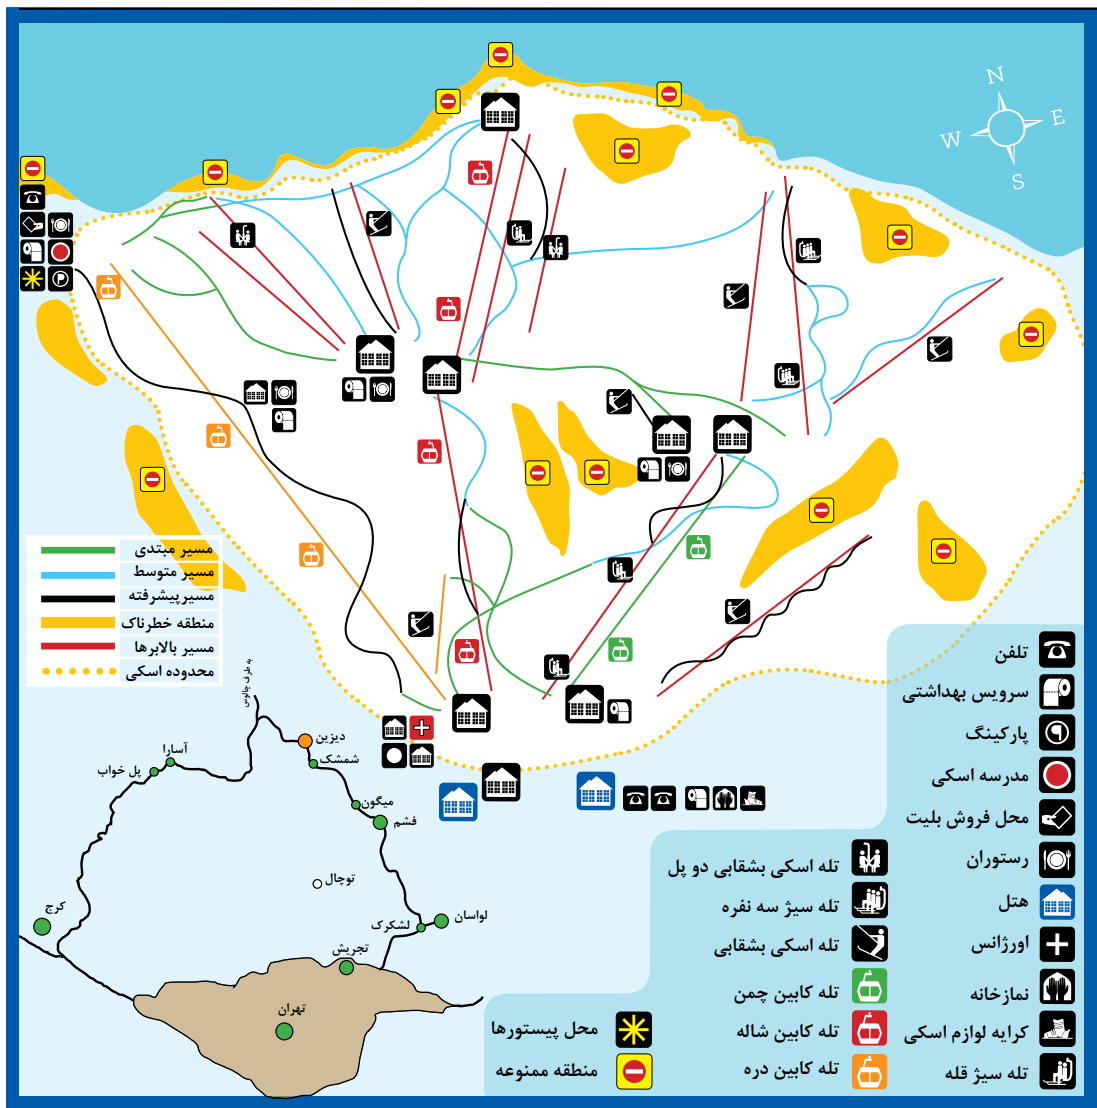 N
E
W
S
مسیر مبتدی
مسیر متوسط
مسیرپیشرفته
منطقه خطرناک
مسیر بالابرها
محدوده اسکی
به طرف چالوس
دیزین
شمشک
آسارا
پل خواب
میگون
فشم
توچال
کرج
لواسان
لشکرک
تجریش
تهران
تلفن
سرویس بهداشتی
پارکینگ
مدرسه اسکی
محل فروش بلیت
رستوران
هتل
اورژانس
نمازخانه
کرایه لوازم اسکی
تله سیژ قله
تله اسکی بشقابی دو پل
تله سیژ سه نفره
تله اسکی بشقابی
تله کابین چمن
تله کابین شاله
تله کابین دره
محل پیستورها
منطقه ممنوعه